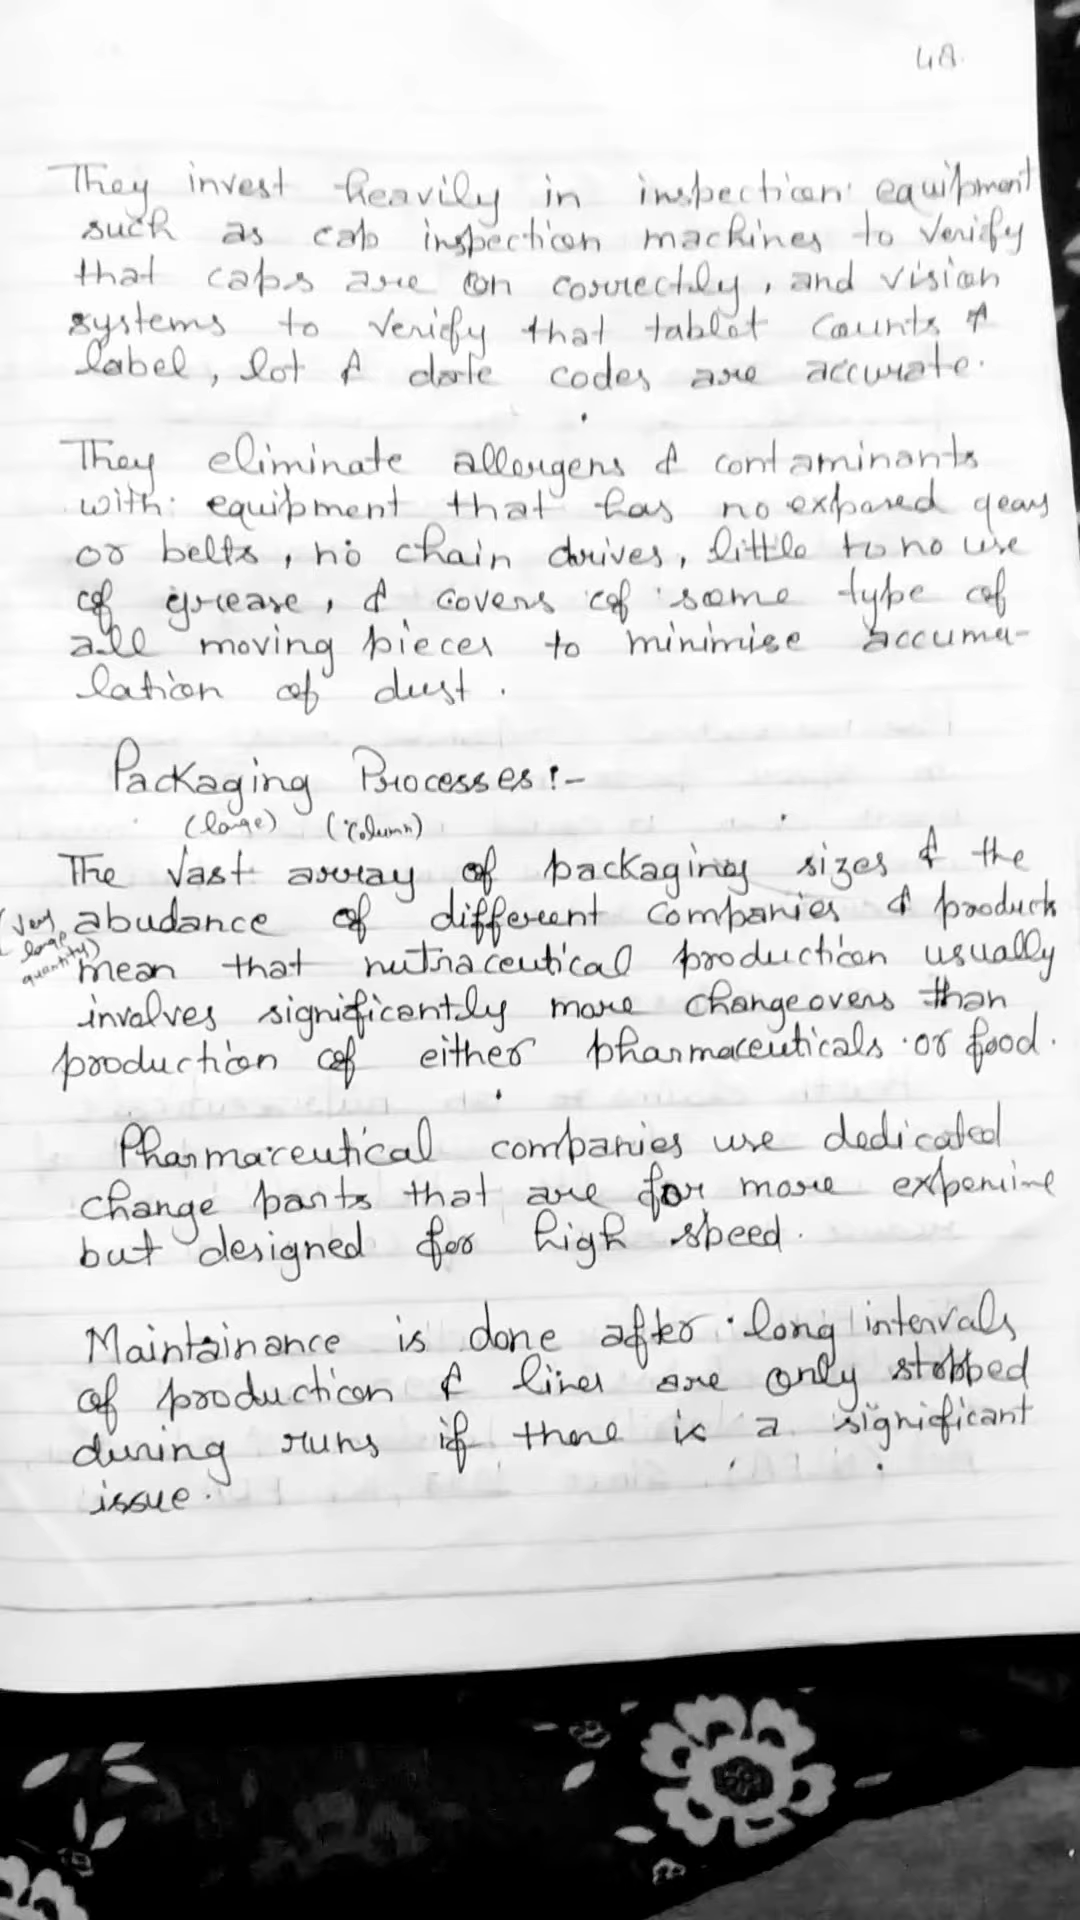 48
They invest heavily in inspection equipment
such as cap inspection machines to verify
that caps are on correctly, and vision
systems to verify that tablet counts &
label, lot & date codes are accurate.
They eliminate allergens & contaminants
with equipment that has no exposed gears
or belts, no chain drives, little to no use
of grease, & covers of some type of
all moving pieces to minimise accumu-
lation of dust.
Packaging Processes :-
(large) (column)
The vast array of packaging sizes & the
abudance of different companies & products
(very
large
quantity)
mean that nutraceutical production usually
involves significantly more changeovers than
production of either pharmaceuticals or food.
Pharmaceutical companies use dedicated
change parts that are far more expensive
but designed for high speed.
Maintainance is done after long intervals
of production & lines are only stopped
during runs if there is a significant
issue.